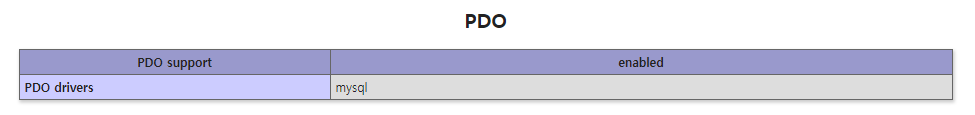 PDO
PDO support enabled
PDO drivers mysql